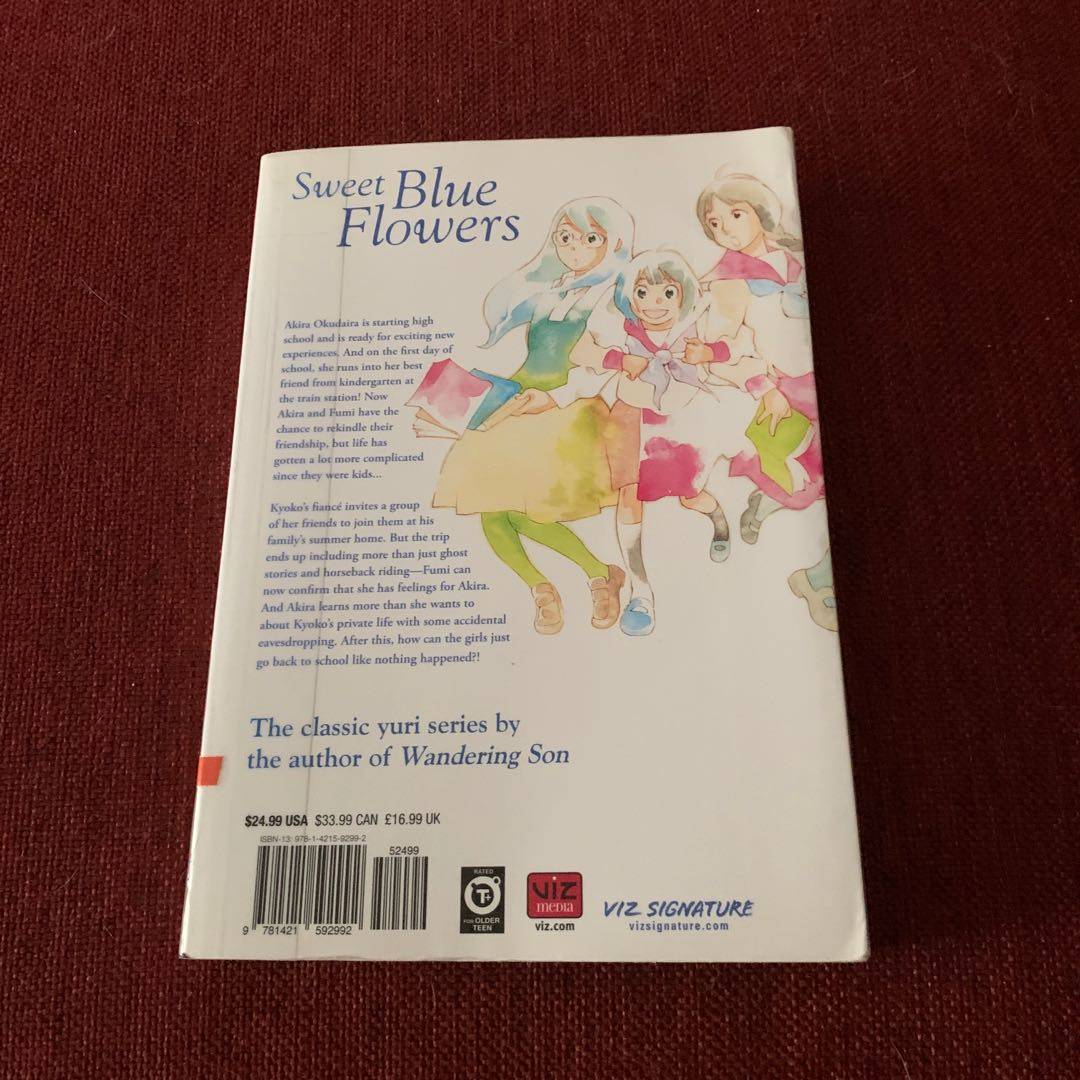 Sweet Blue
Flowers
Akira Okudaira is starting high
school and is ready for exciting new
experiences. And on the first day of
school, she runs into her best
friend from kindergarten at
the train station! Now
Akira and Fumi have the
chance to rekindle their
friendship, but life has
gotten a lot more complicated
since they were kids...
Kyoko's fiancé invites a group
of her friends to join them at his
family's summer home. But the trip
ends up including more than just ghost
stories and horseback riding—Fumi can
now confirm that she has feelings for Akira.
And Akira learns more than she wants to
about Kyoko's private life with some accidental
eavesdropping. After this, how can the girls just
go back to school like nothing happened?!
The classic yuri series by
the author of Wandering Son
$24.99 USA $33.99 CAN £16.99 UK
ISBN-13: 978-1-4215-9299-2
52499
9 781421 592992
RATED
T+
FOR OLDER
TEEN
VIZ
media
viz.com
VIZ SIGNATURE
vizsignature.com